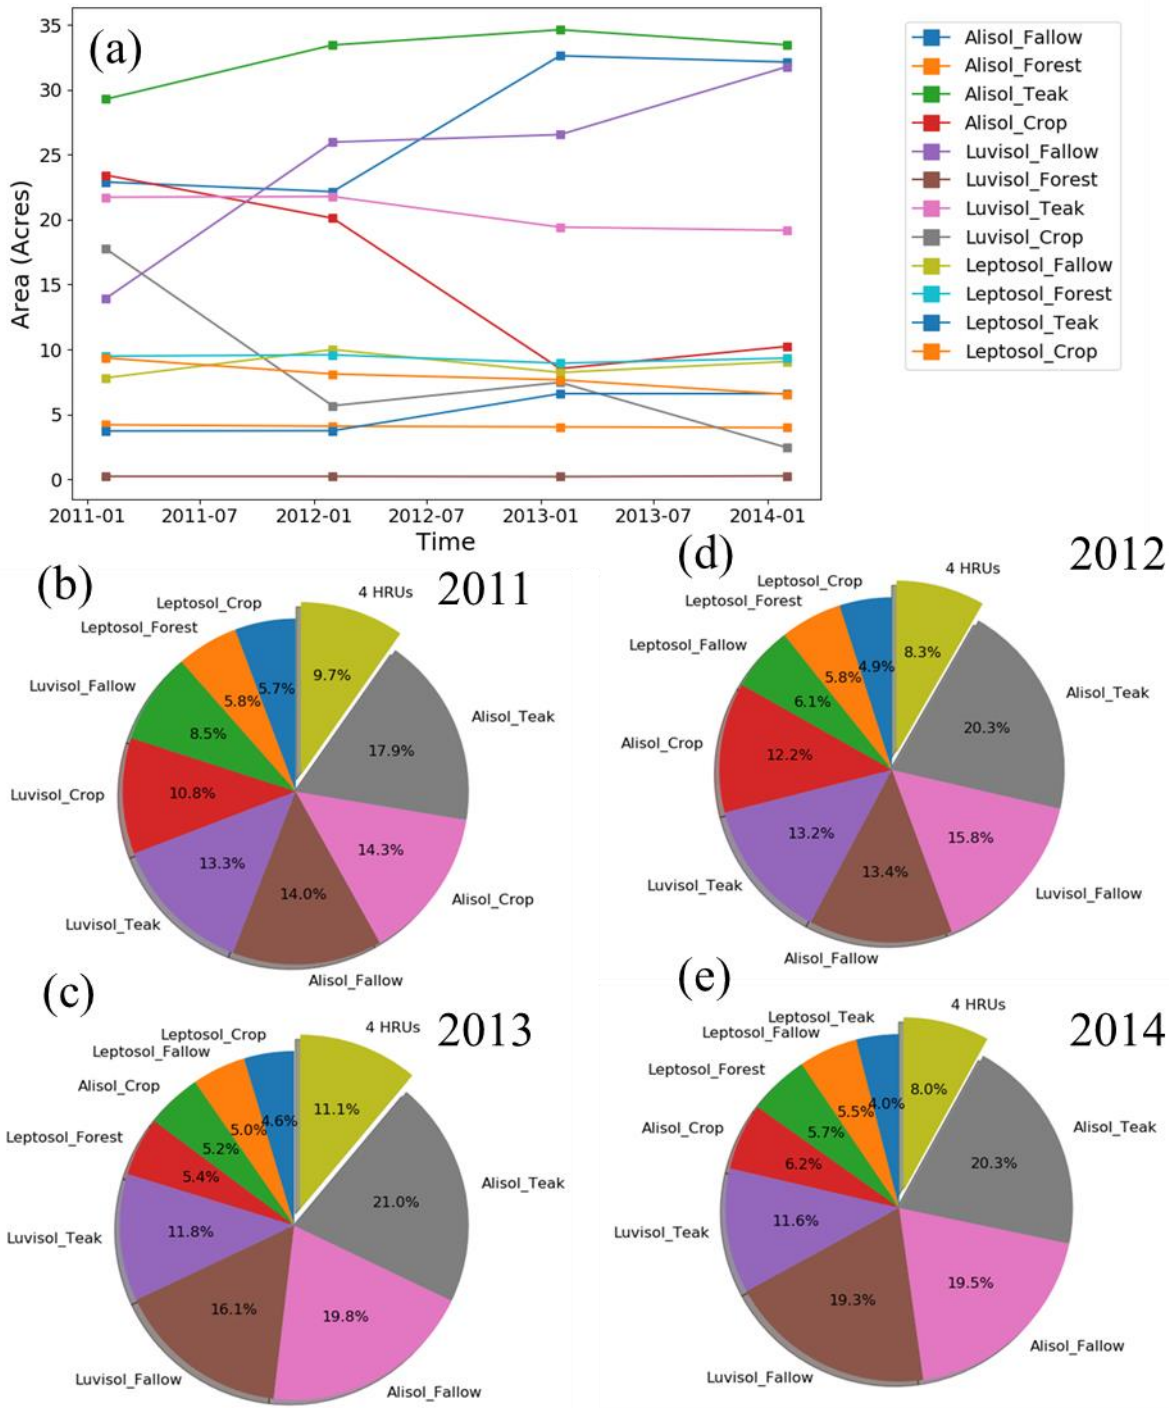 (a)
35
30
25
20
15
10
5
0
Area (Acres)
2011-01 2011-07 2012-01 2012-07 2013-01 2013-07 2014-01
Time
Alisol_Fallow
Alisol_Forest
Alisol_Teak
Alisol_Crop
Luvisol_Fallow
Luvisol_Forest
Luvisol_Teak
Luvisol_Crop
Leptosol_Fallow
Leptosol_Forest
Leptosol_Teak
Leptosol_Crop
(b)
2011
4 HRUs
Leptosol_Crop
Leptosol_Forest
Luvisol_Fallow
Luvisol_Crop
Luvisol_Teak
Alisol_Fallow
Alisol_Crop
Alisol_Teak
9.7%
5.7%
5.8%
8.5%
10.8%
13.3%
14.0%
14.3%
17.9%
(d)
2012
4 HRUs
Leptosol_Crop
Leptosol_Forest
Leptosol_Fallow
Alisol_Crop
Luvisol_Teak
Alisol_Fallow
Luvisol_Fallow
Alisol_Teak
8.3%
4.9%
5.8%
6.1%
12.2%
13.2%
13.4%
15.8%
20.3%
(c)
2013
4 HRUs
Leptosol_Crop
Leptosol_Fallow
Alisol_Crop
Leptosol_Forest
Luvisol_Teak
Luvisol_Fallow
Alisol_Fallow
Alisol_Teak
11.1%
4.6%
5.0%
5.2%
5.4%
11.8%
16.1%
19.8%
21.0%
(e)
2014
4 HRUs
Leptosol_Teak
Leptosol_Fallow
Leptosol_Forest
Alisol_Crop
Luvisol_Teak
Luvisol_Fallow
Alisol_Fallow
Alisol_Teak
8.0%
4.0%
5.5%
5.7%
6.2%
11.6%
19.3%
19.5%
20.3%